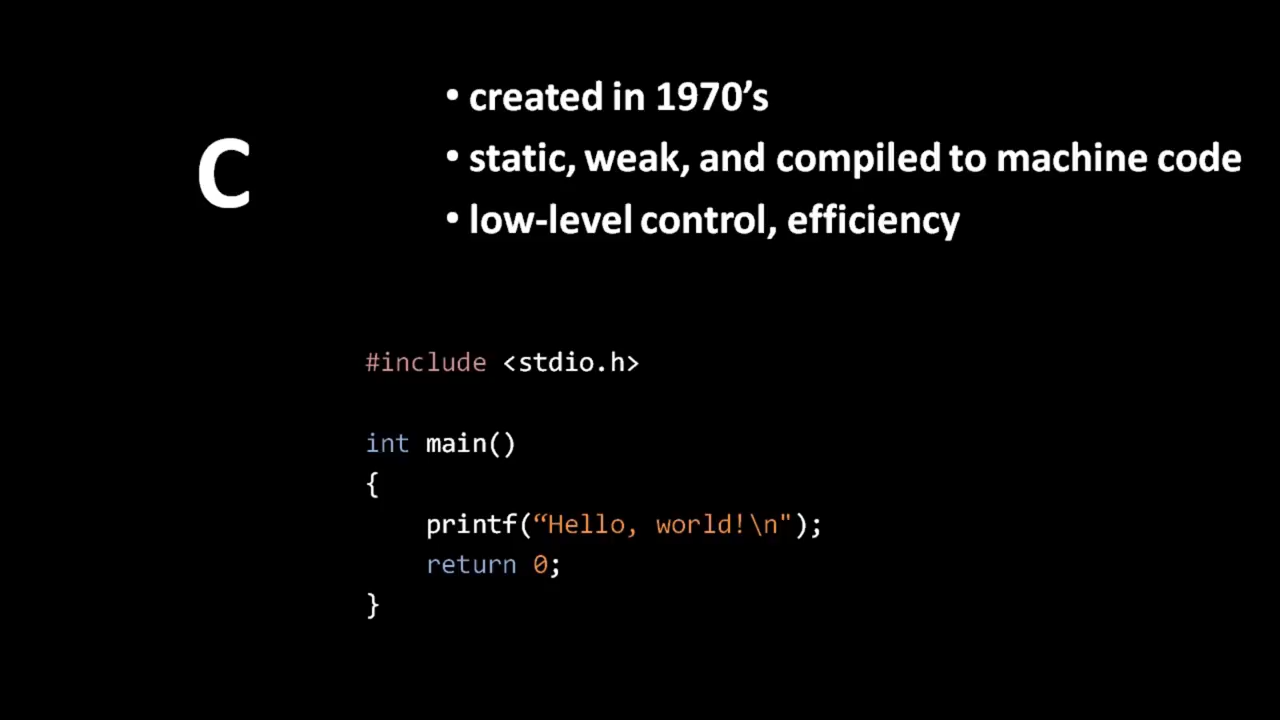 C
• created in 1970’s
• static, weak, and compiled to machine code
• low-level control, efficiency
#include <stdio.h>
int main()
{
    printf(“Hello, world!\n");
    return 0;
}